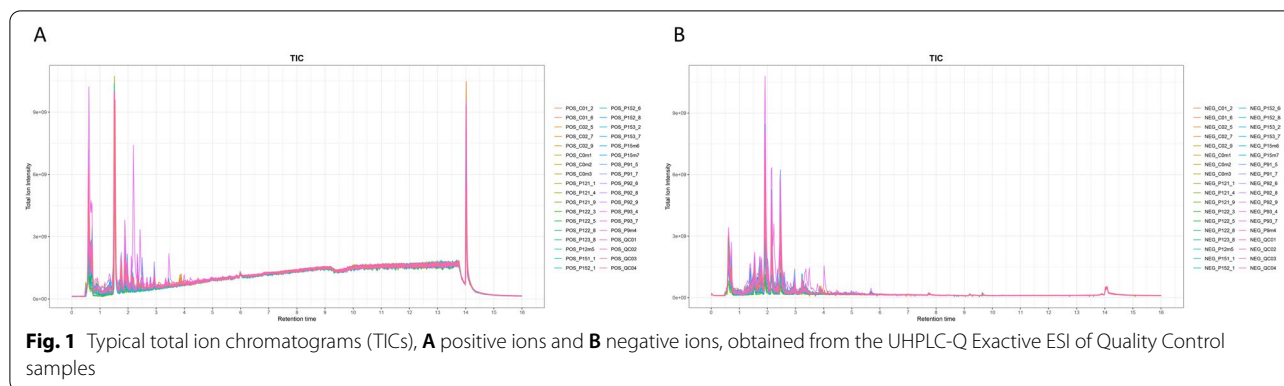 A
TIC
9e+09
6e+09
3e+09
0e+00
Total Ion Intensity
0 1 2 3 4 5 6 7 8 9 10 11 12 13 14 15 16
Retention time
POS_C01_2 POS_P152_6
POS_C01_6 POS_P152_8
POS_C02_5 POS_P153_2
POS_C02_7 POS_P153_7
POS_C02_9 POS_P15m6
POS_C0m1 POS_P15m7
POS_C0m2 POS_P91_5
POS_C0m3 POS_P91_7
POS_P121_1 POS_P92_6
POS_P121_4 POS_P92_8
POS_P121_9 POS_P92_9
POS_P122_3 POS_P93_4
POS_P122_5 POS_P93_7
POS_P122_8 POS_P9m4
POS_P123_8 POS_QC01
POS_P12m5 POS_QC02
POS_P151_1 POS_QC03
POS_P152_1 POS_QC04
B
TIC
9e+09
6e+09
3e+09
0e+00
Total Ion Intensity
0 1 2 3 4 5 6 7 8 9 10 11 12 13 14 15 16
Retention time
NEG_C01_2 NEG_P152_6
NEG_C01_6 NEG_P152_8
NEG_C02_5 NEG_P153_2
NEG_C02_7 NEG_P153_7
NEG_C02_9 NEG_P15m6
NEG_C0m1 NEG_P15m7
NEG_C0m2 NEG_P91_5
NEG_C0m3 NEG_P91_7
NEG_P121_1 NEG_P92_6
NEG_P121_4 NEG_P92_8
NEG_P121_9 NEG_P92_9
NEG_P122_3 NEG_P93_4
NEG_P122_5 NEG_P93_7
NEG_P122_8 NEG_P9m4
NEG_P123_8 NEG_QC01
NEG_P12m5 NEG_QC02
NEG_P151_1 NEG_QC03
NEG_P152_1 NEG_QC04
Fig. 1 Typical total ion chromatograms (TICs), A positive ions and B negative ions, obtained from the UHPLC-Q Exactive ESI of Quality Control
samples